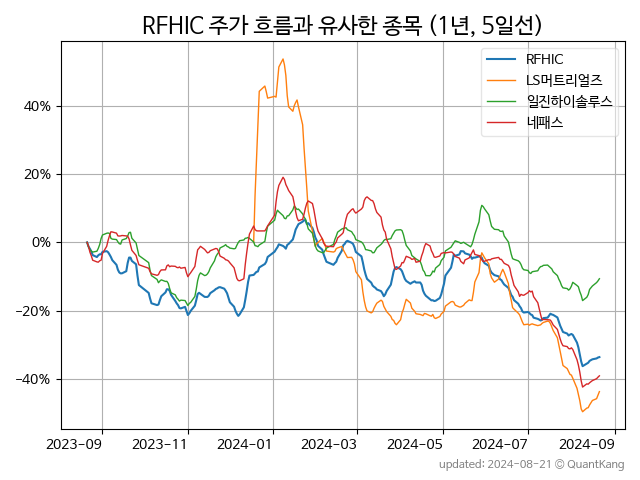 RFHIC 주가 흐름과 유사한 종목 (1년, 5일선)
RFHIC
LS머트리얼즈
일진하이솔루스
네패스
40%
20%
0%
−20%
−40%
2023-09 2023-11 2024-01 2024-03 2024-05 2024-07 2024-09
updated: 2024-08-21 © QuantKang